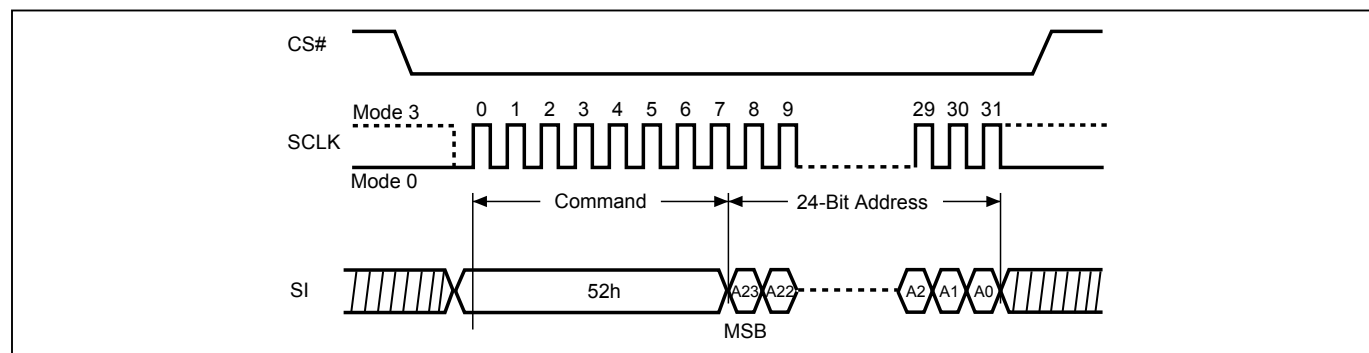 CS#
Mode 3
0 1 2 3 4 5 6 7 8 9 29 30 31
SCLK
Mode 0
Command 24-Bit Address
SI 52h A23 A22 A2 A1 A0
MSB